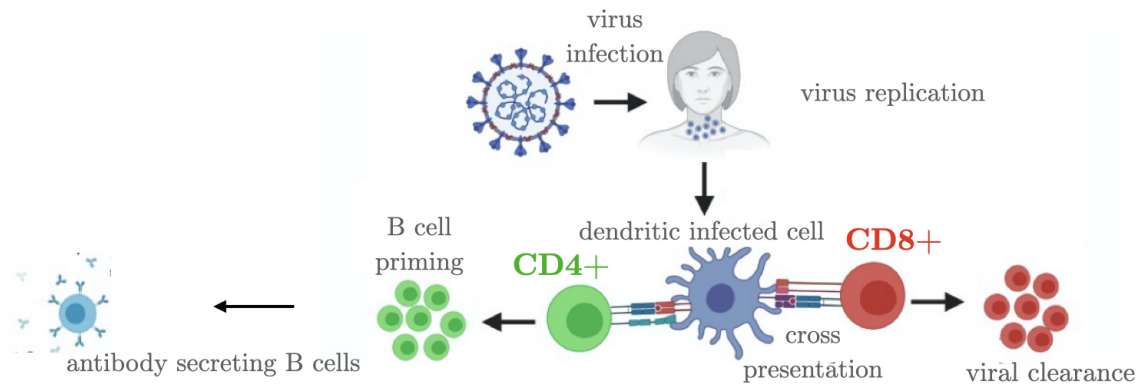 virus
infection
virus replication
dendritic infected cell
B cell
priming
CD4+
CD8+
cross
presentation
antibody secreting B cells
viral clearance